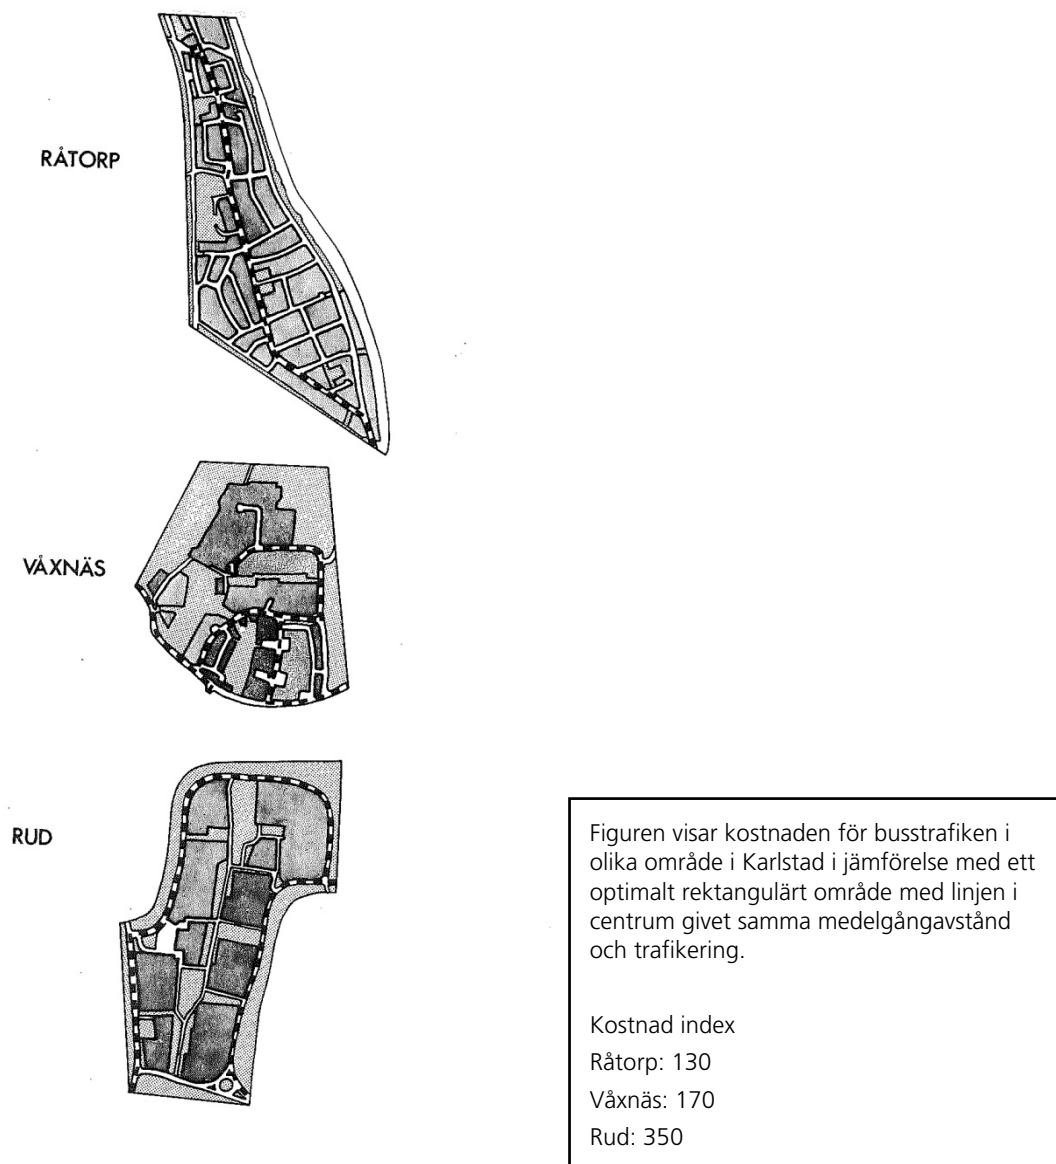 RÅTORP
VÅXNÄS
RUD
Figuren visar kostnaden för busstrafiken i
olika område i Karlstad i jämförelse med ett
optimalt rektangulärt område med linjen i
centrum givet samma medelgångavstånd
och trafikering.
Kostnad index
Råtorp: 130
Våxnäs: 170
Rud: 350